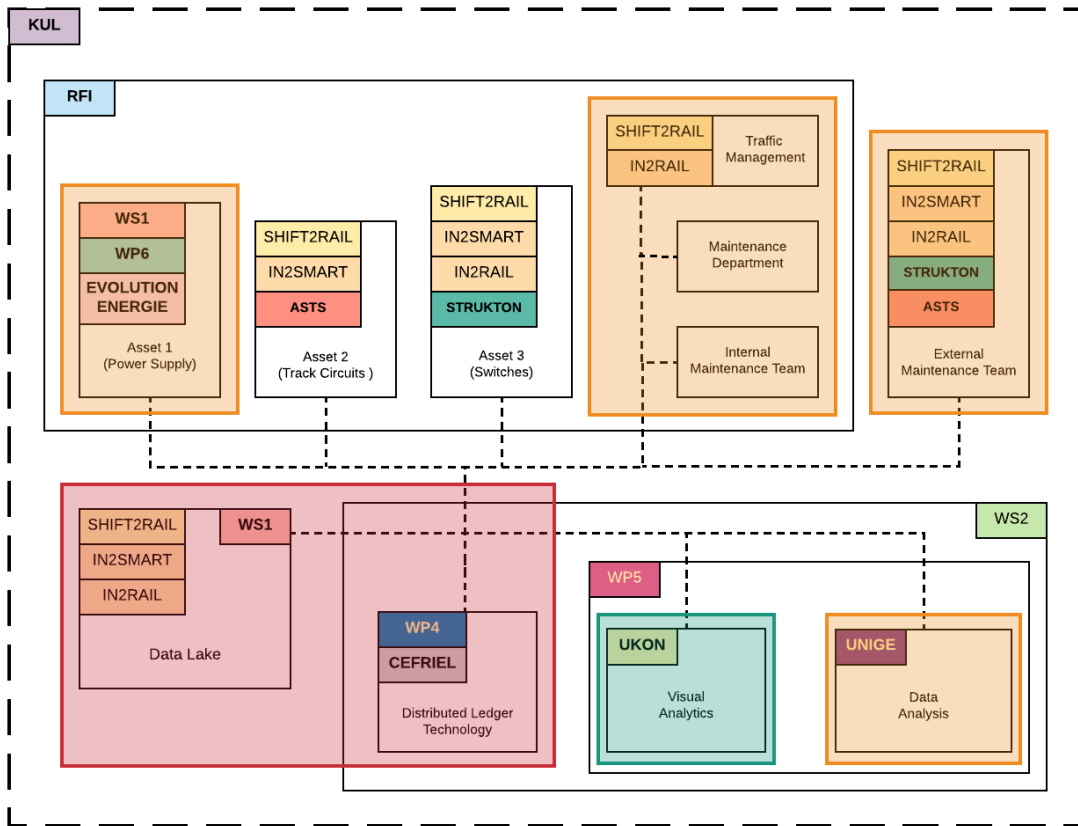 KUL
RFI
WS1
WP6
EVOLUTION
ENERGIE
Asset 1
(Power Supply)
SHIFT2RAIL
IN2SMART
ASTS
Asset 2
(Track Circuits )
SHIFT2RAIL
IN2SMART
IN2RAIL
STRUKTON
Asset 3
(Switches)
SHIFT2RAIL
IN2RAIL
Traffic
Management
Maintenance
Department
Internal
Maintenance Team
SHIFT2RAIL
IN2SMART
IN2RAIL
STRUKTON
ASTS
External
Maintenance Team
SHIFT2RAIL
IN2SMART
IN2RAIL
WS1
Data Lake
WS2
WP4
CEFRIEL
Distributed Ledger
Technology
WP5
UKON
Visual
Analytics
UNIGE
Data
Analysis